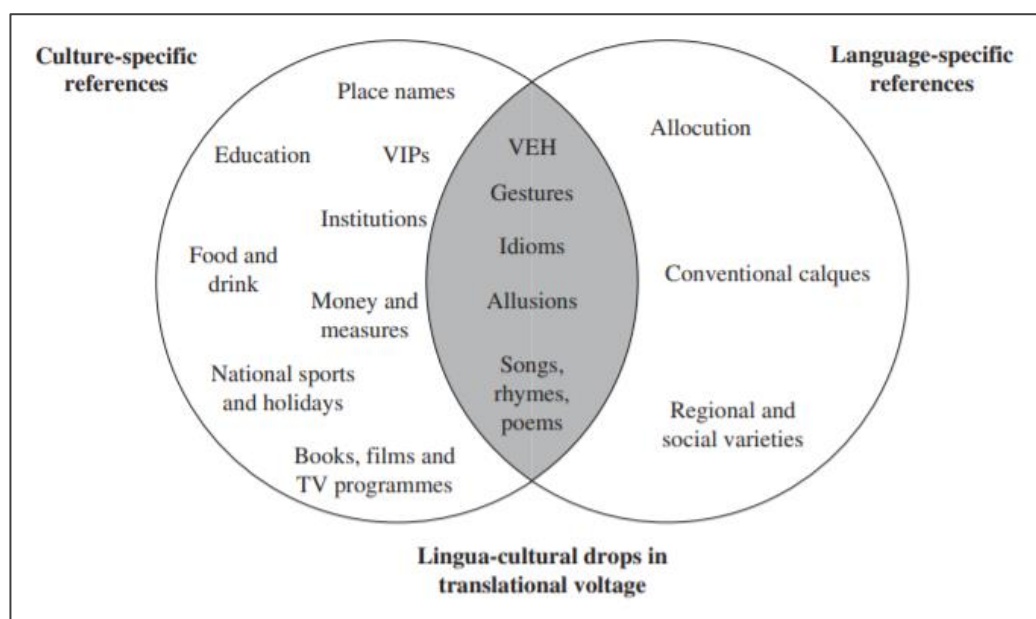 Culture-specific
references
Language-specific
references
Place names
Education
VIPs
Institutions
Food and
drink
Money and
measures
National sports
and holidays
Books, films and
TV programmes
VEH
Gestures
Idioms
Allusions
Songs,
rhymes,
poems
Allocution
Conventional calques
Regional and
social varieties
Lingua-cultural drops in
translational voltage